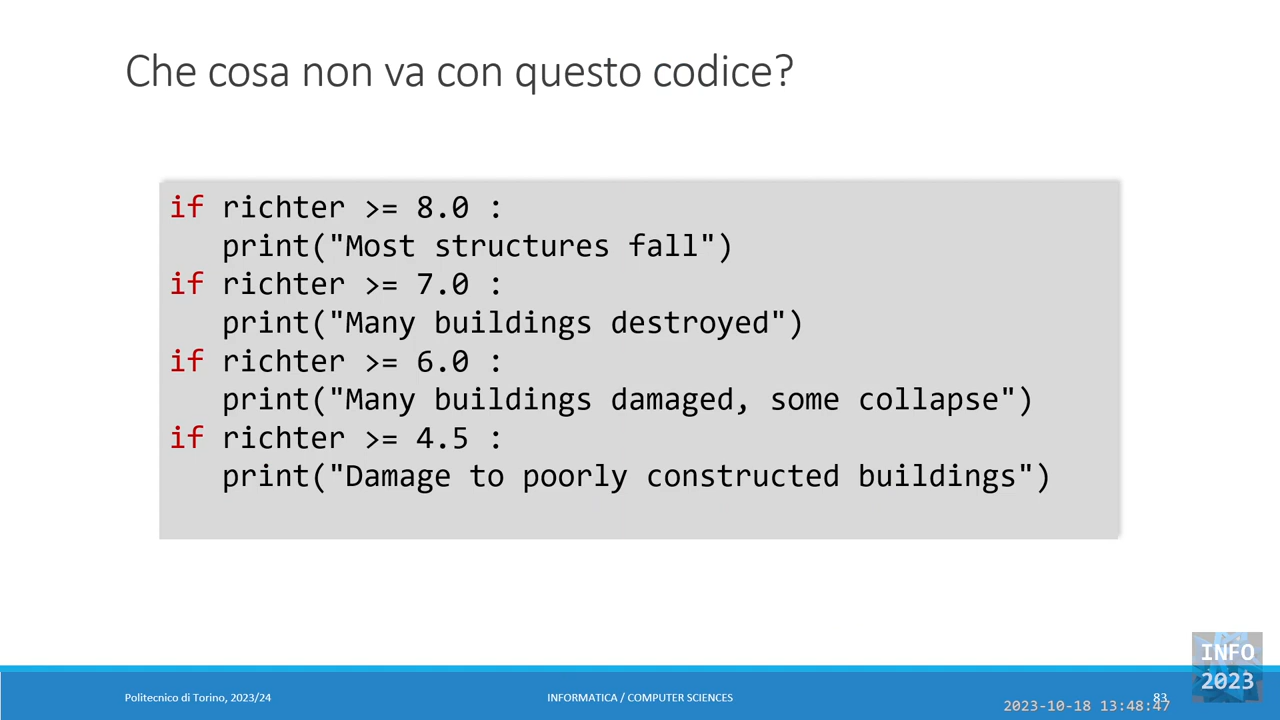 Che cosa non va con questo codice?
if richter >= 8.0 :
   print("Most structures fall")
if richter >= 7.0 :
   print("Many buildings destroyed")
if richter >= 6.0 :
   print("Many buildings damaged, some collapse")
if richter >= 4.5 :
   print("Damage to poorly constructed buildings")
INFO
2023
Politecnico di Torino, 2023/24
INFORMATICA / COMPUTER SCIENCES
83
2023-10-18 13:48:47